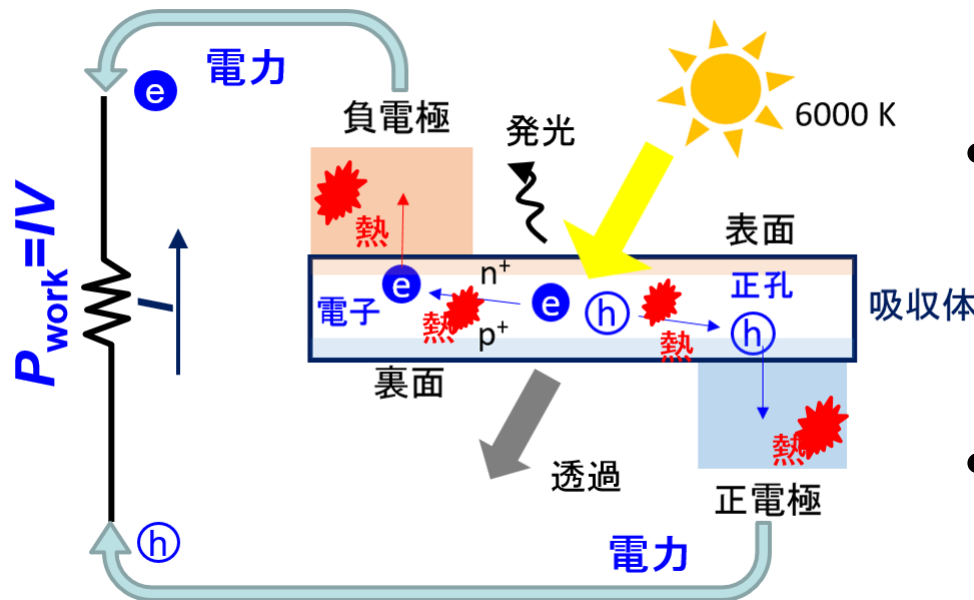 電力
e
負電極
発光
6000 K
熱
表面
n⁺
e
電子
e
h
正孔
吸収体
熱
p⁺
熱
h
裏面
P_work=IV
透過
熱
正電極
h
電力